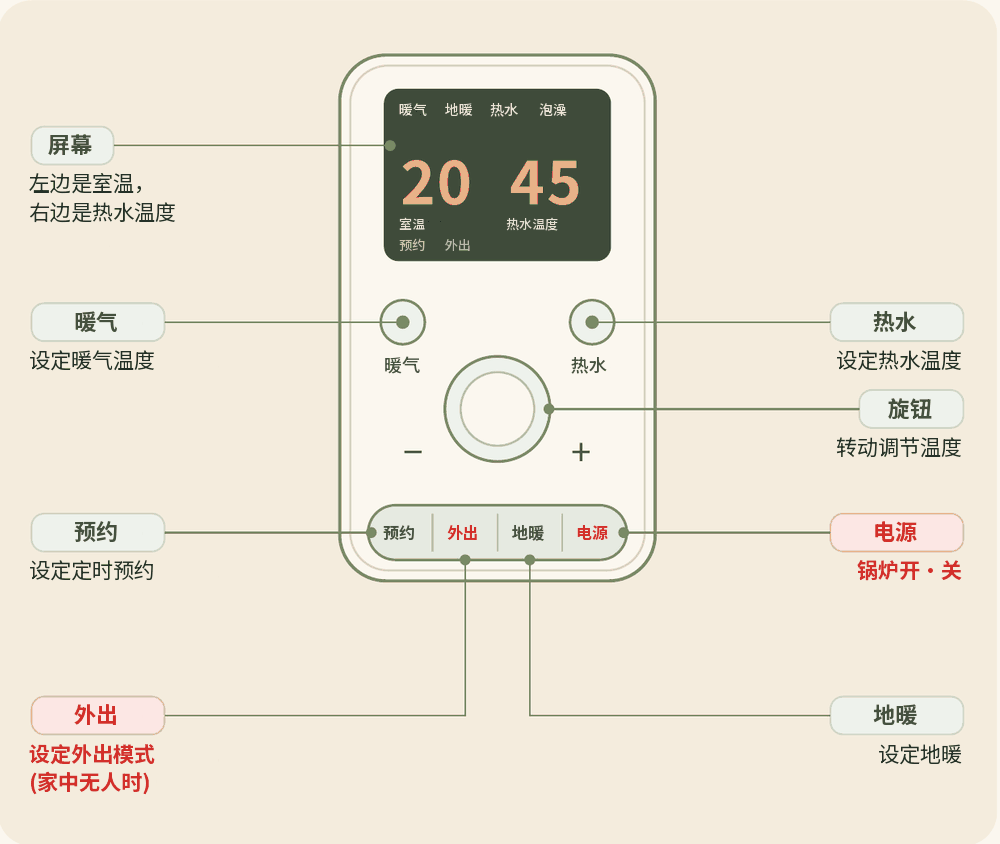 暖气 地暖 热水 泡澡
屏幕
左边是室温，
右边是热水温度
20 45
室温 热水温度
预约 外出
暖气
设定暖气温度
热水
设定热水温度
暖气 热水
旋钮
转动调节温度
− +
预约
设定定时预约
预约 外出 地暖 电源
电源
锅炉开・关
外出
设定外出模式
(家中无人时)
地暖
设定地暖